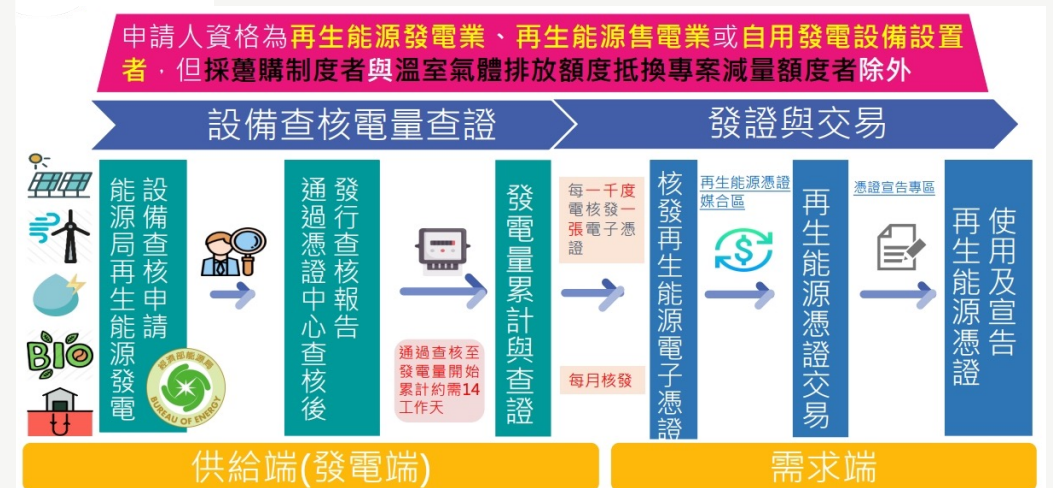 申請人資格為再生能源發電業、再生能源售電業或自用發電設備設置
者，但採躉購制度者與溫室氣體排放額度抵換專案減量額度者除外
設備查核電量查證
發證與交易
設備查核申請
能源局再生能源發電
經濟部能源局
BUREAU OF ENERGY
BIO
發行查核報告
通過憑證中心查核後
通過查核至
發電量開始
累計約需14
工作天
發電量累計與查證
每一千度
電核發一
張電子憑
證
每月核發
核發再生能源電子憑證
再生能源憑證
媒合區
再生能源憑證交易
憑證宣告專區
使用及宣告
再生能源憑證
供給端(發電端)
需求端